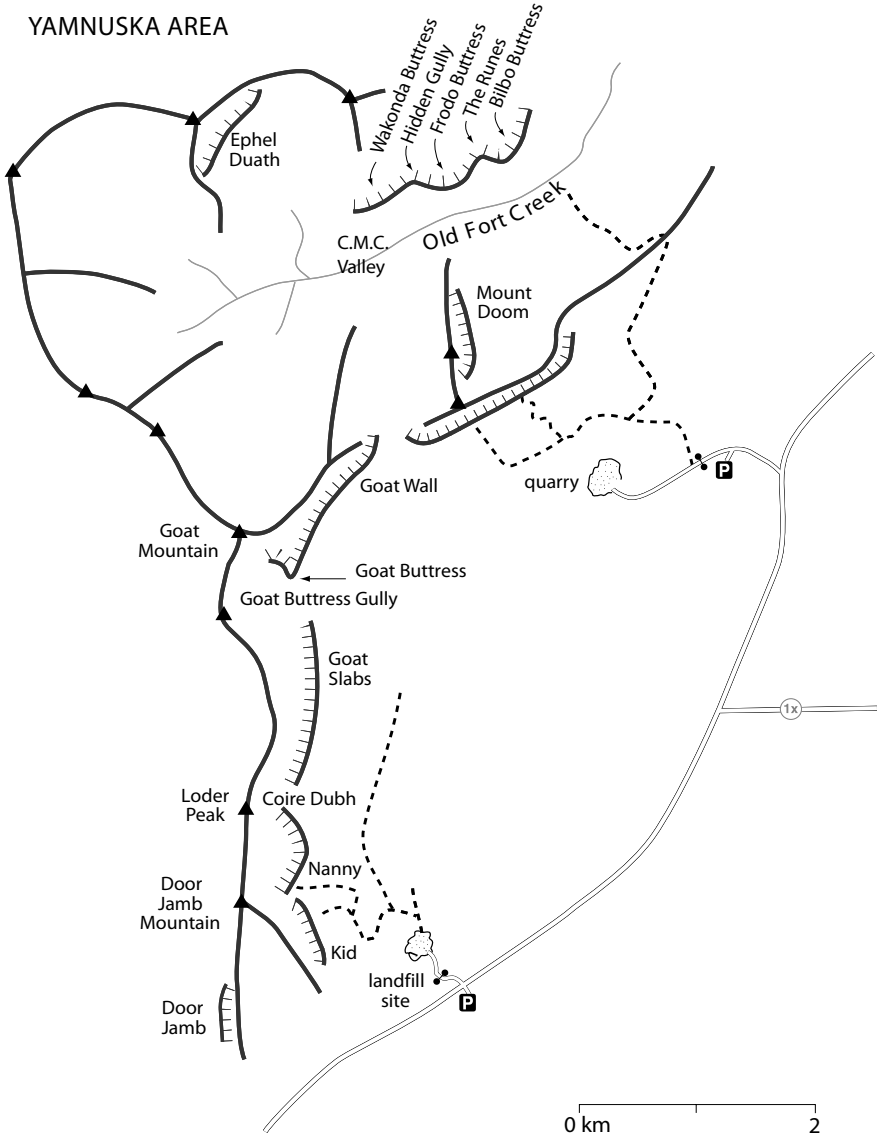 YAMNUSKA AREA
Wakonda Buttress
Hidden Gully
Frodo Buttress
The Runes
Bilbo Buttress
Ephel
Duath
Old Fort Creek
C.M.C.
Valley
Mount
Doom
Goat Wall
quarry
P
Goat
Mountain
Goat Buttress
Goat Buttress Gully
Goat
Slabs
1x
Loder
Peak
Coire Dubh
Nanny
Door
Jamb
Mountain
Kid
landfill
site
P
Door
Jamb
0 km
2